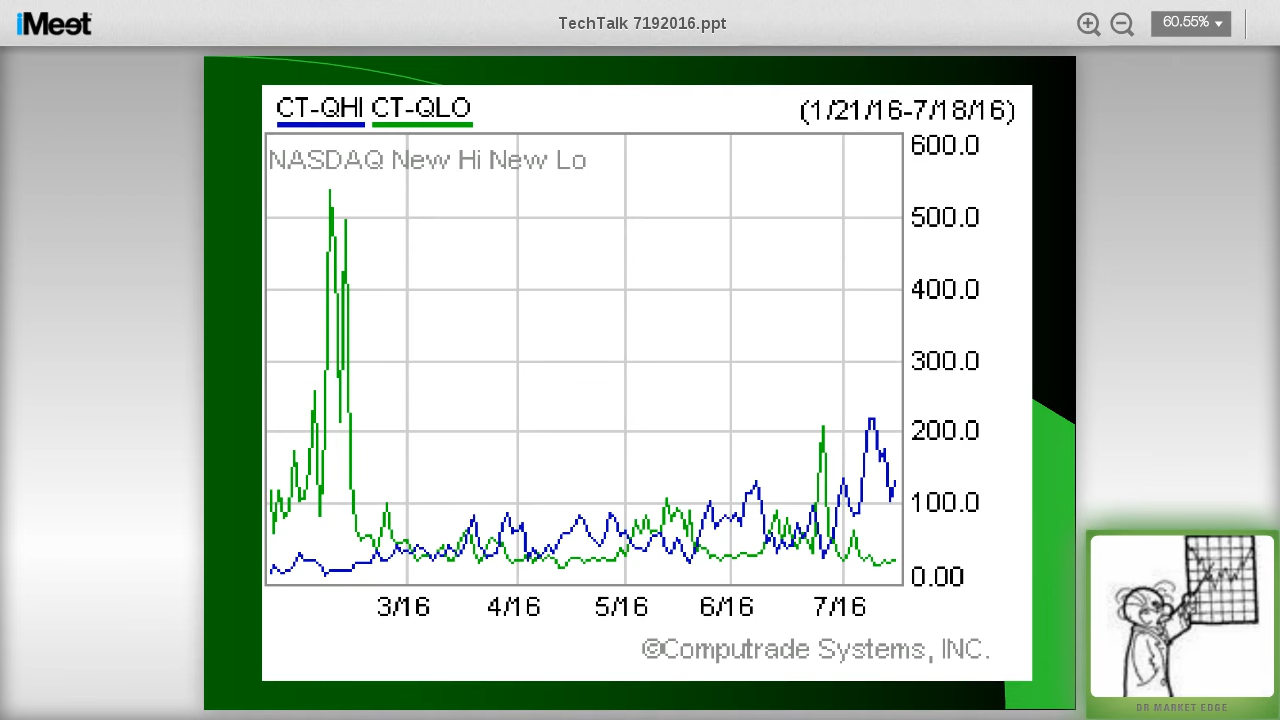 iMeet
TechTalk 7192016.ppt
60.55%
CT-QHI CT-QLO
(1/21/16-7/18/16)
NASDAQ New Hi New Lo
600.0
500.0
400.0
300.0
200.0
100.0
0.00
3/16 4/16 5/16 6/16 7/16
©Computrade Systems, INC.
DR MARKET EDGE